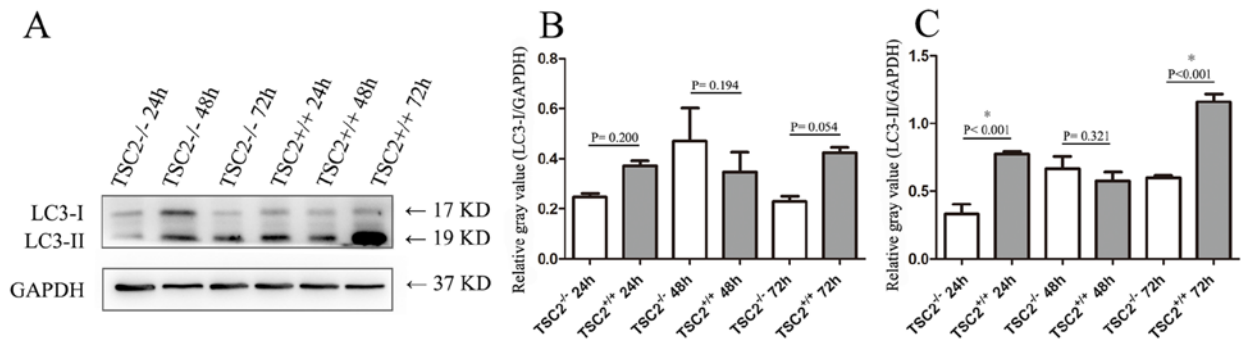 A
TSC2-/- 24h
TSC2-/- 48h
TSC2-/- 72h
TSC2+/+ 24h
TSC2+/+ 48h
TSC2+/+ 72h
LC3-I
← 17 KD
LC3-II
← 19 KD
GAPDH
← 37 KD
B
Relative gray value (LC3-I/GAPDH)
0.8
0.6
0.4
0.2
0.0
P= 0.200
P= 0.194
P= 0.054
TSC2⁻/⁻ 24h
TSC2⁺/⁺ 24h
TSC2⁻/⁻ 48h
TSC2⁺/⁺ 48h
TSC2⁻/⁻ 72h
TSC2⁺/⁺ 72h
C
Relative gray value (LC3-II/GAPDH)
1.5
1.0
0.5
0.0
*
P< 0.001
P= 0.321
*
P<0.001
TSC2⁻/⁻ 24h
TSC2⁺/⁺ 24h
TSC2⁻/⁻ 48h
TSC2⁺/⁺ 48h
TSC2⁻/⁻ 72h
TSC2⁺/⁺ 72h